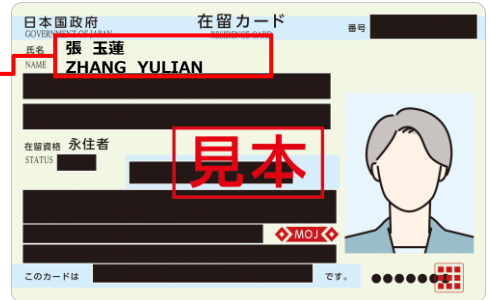 日本国政府 在留カード 番号
GOVERNMENT OF JAPAN RESIDENCE CARD
氏名 張 玉蓮
NAME ZHANG YULIAN
在留資格 永住者
STATUS
見本
MOJ
このカードは です。